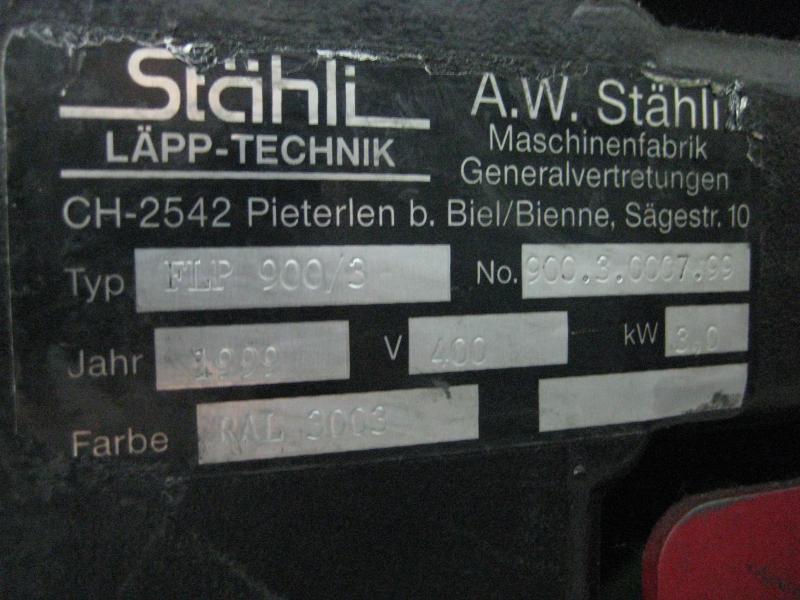 Stähli
LÄPP-TECHNIK
A.W. Stähli
Maschinenfabrik
Generalvertretungen
CH-2542 Pieterlen b. Biel/Bienne, Sägestr. 10
Typ FLP 900/3 No. 900.3.0007.99
Jahr 1999 V 400 kW 3,0
Farbe RAL 3003